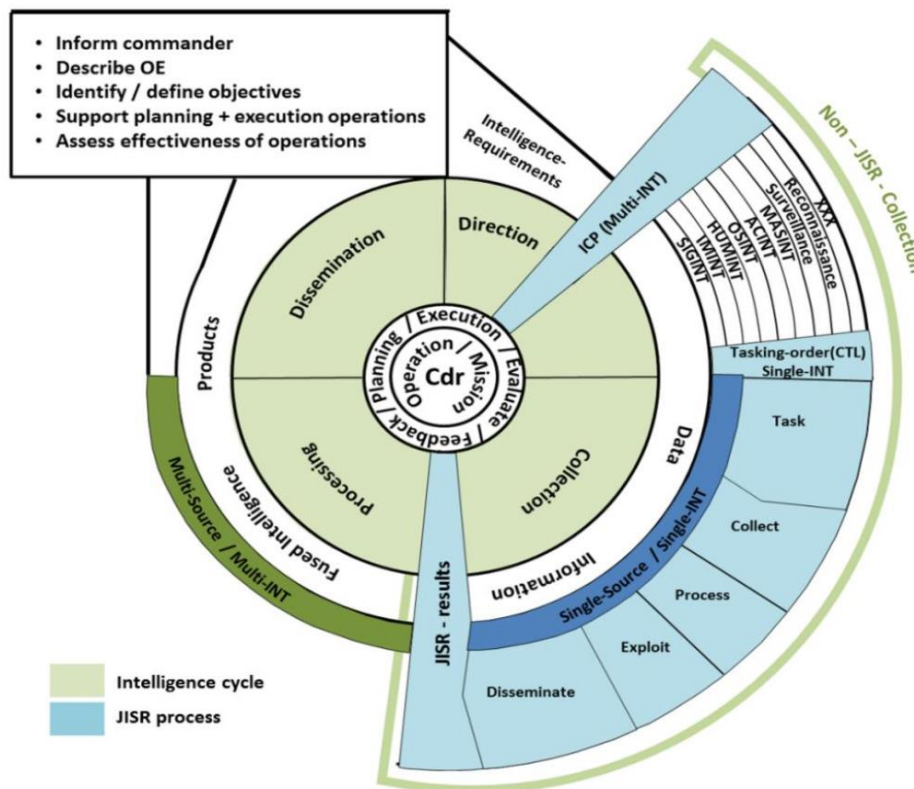 • Inform commander
• Describe OE
• Identify / define objectives
• Support planning + execution operations
• Assess effectiveness of operations
Intelligence-
Requirements
ICP (Multi-INT)
XXX
Reconnaissance
Surveillance
MASINT
ACINT
OSINT
HUMINT
IMINT
SIGINT
Non – JISR - Collection
Dissemination
Direction
Planning / Execution / Evaluate / Feedback /
Operation / Mission
Cdr
Processing
Collection
Products
Fused Intelligence
Multi-Source / Multi-INT
Data
Information
Single-Source / Single-INT
Tasking-order(CTL)
Single-INT
Task
Collect
Process
Exploit
Disseminate
JISR - results
Intelligence cycle
JISR process